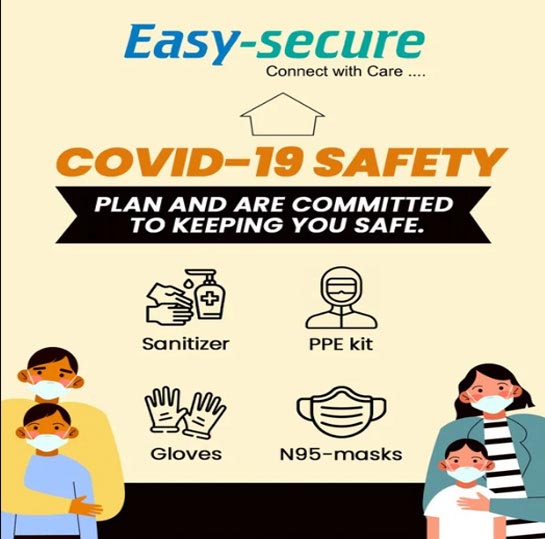 Easy-secure
Connect with Care ....
COVID-19 SAFETY
PLAN AND ARE COMMITTED
TO KEEPING YOU SAFE.
Sanitizer
PPE kit
Gloves
N95-masks